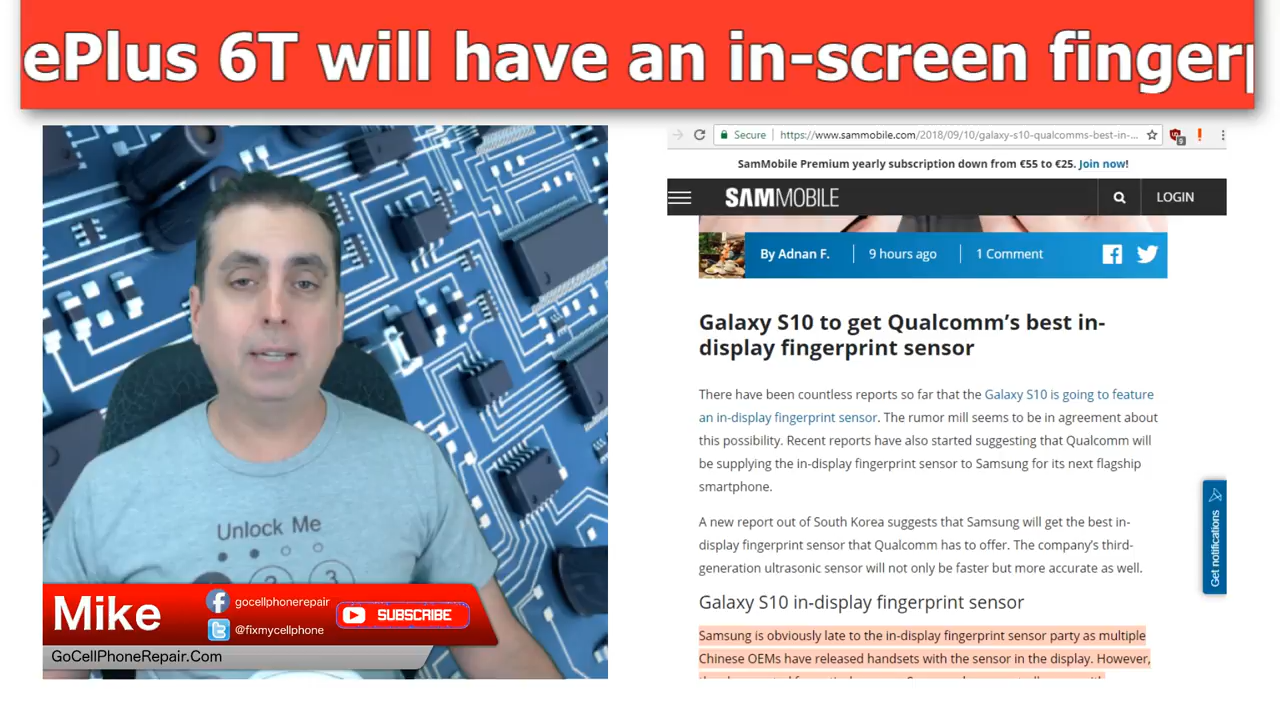 ePlus 6T will have an in-screen finger
Secure
https://www.sammobile.com/2018/09/10/galaxy-s10-qualcomms-best-in-...
9
SamMobile Premium yearly subscription down from €55 to €25. Join now!
SAMMOBILE
LOGIN
By Adnan F.
9 hours ago
1 Comment
Galaxy S10 to get Qualcomm’s best in-
display fingerprint sensor
There have been countless reports so far that the Galaxy S10 is going to feature
an in-display fingerprint sensor. The rumor mill seems to be in agreement about
this possibility. Recent reports have also started suggesting that Qualcomm will
be supplying the in-display fingerprint sensor to Samsung for its next flagship
smartphone.
A new report out of South Korea suggests that Samsung will get the best in-
display fingerprint sensor that Qualcomm has to offer. The company’s third-
generation ultrasonic sensor will not only be faster but more accurate as well.
Galaxy S10 in-display fingerprint sensor
Samsung is obviously late to the in-display fingerprint sensor party as multiple
Chinese OEMs have released handsets with the sensor in the display. However,
Get notifications
Unlock Me
2 3
Mike
gocellphonerepair
@fixmycellphone
SUBSCRIBE
GoCellPhoneRepair.Com